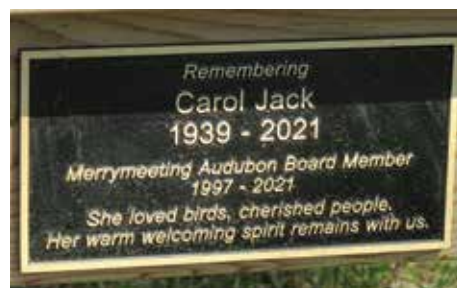 Remembering
Carol Jack
1939 - 2021
Merrymeeting Audubon Board Member
1997 - 2021
She loved birds, cherished people.
Her warm welcoming spirit remains with us.